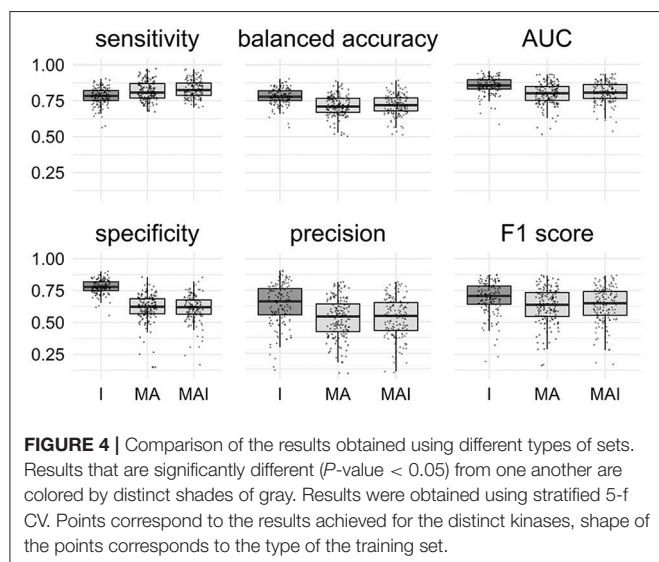 sensitivity balanced accuracy AUC
1.00
0.75
0.50
0.25
specificity precision F1 score
1.00
0.75
0.50
0.25
I MA MAI I MA MAI I MA MAI
FIGURE 4 | Comparison of the results obtained using different types of sets.
Results that are significantly different (P-value < 0.05) from one another are
colored by distinct shades of gray. Results were obtained using stratified 5-f
CV. Points correspond to the results achieved for the distinct kinases, shape of
the points corresponds to the type of the training set.